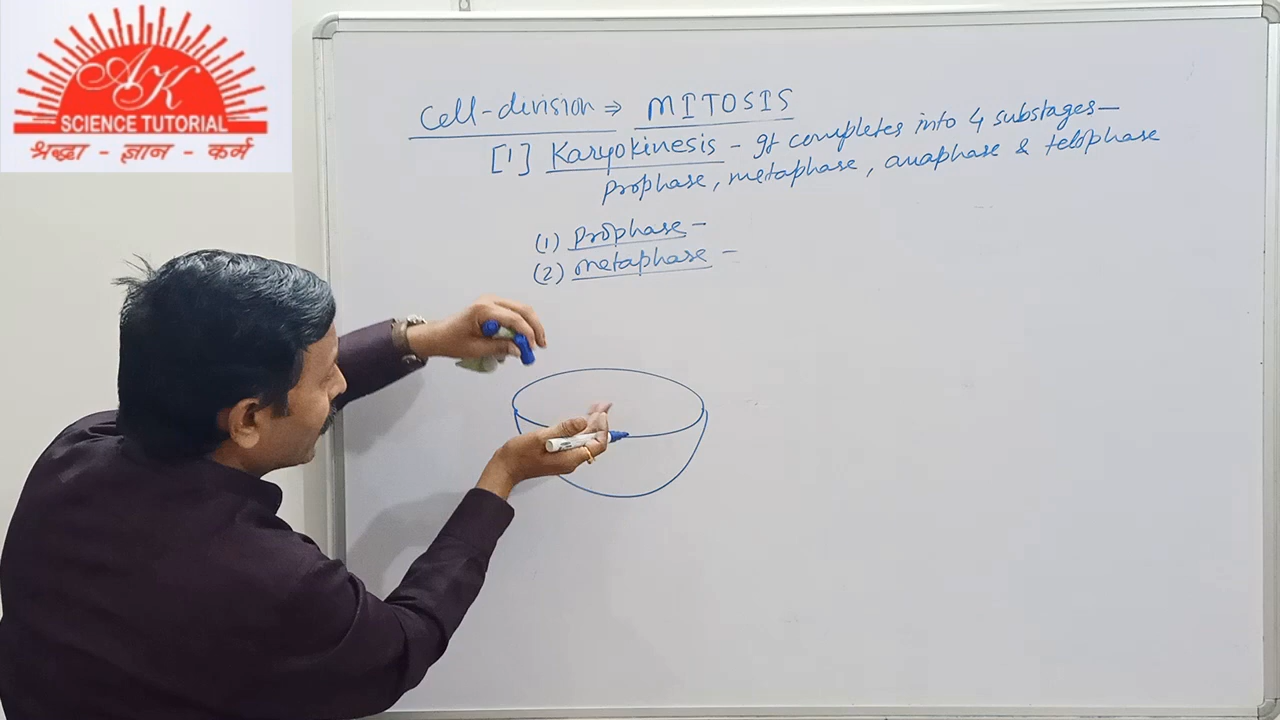 AK
SCIENCE TUTORIAL
श्रद्धा - ज्ञान - कर्म
Cell-division ⇒ MITOSIS
[1] Karyokinesis - It completes into 4 substages-
Prophase, metaphase, anaphase & telophase
(1) Prophase -
(2) metaphase -